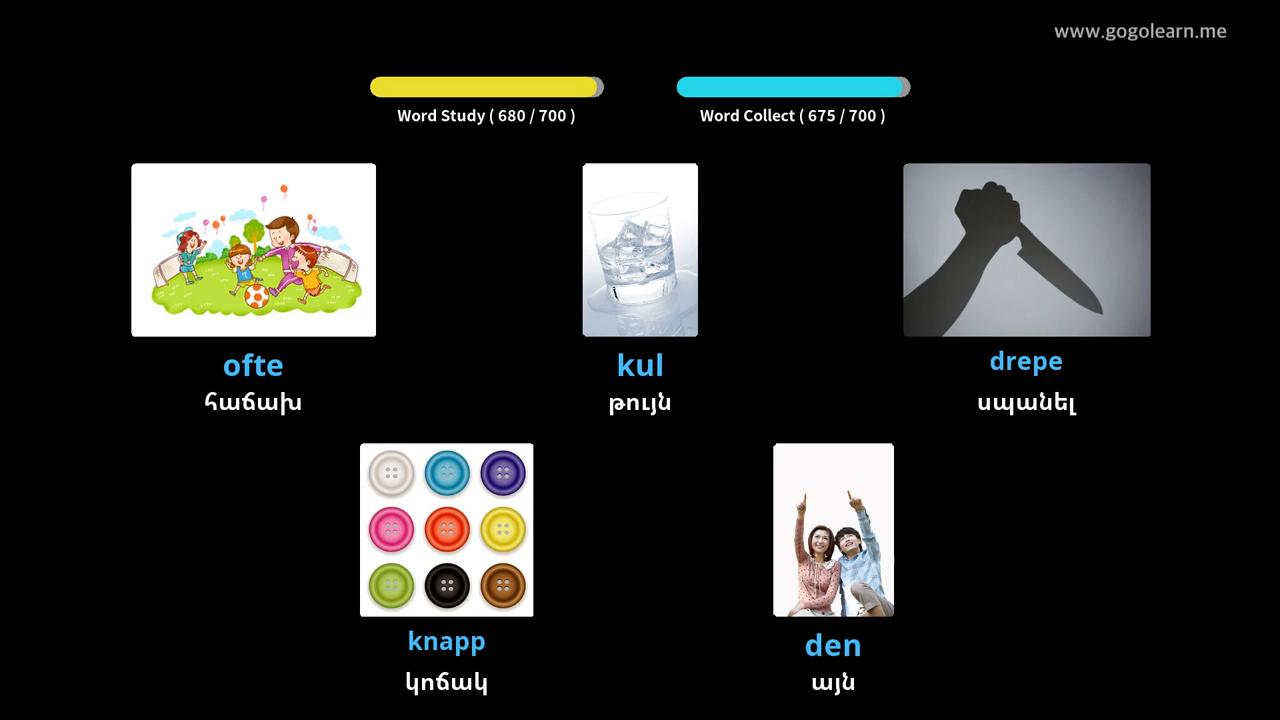 www.gogolearn.me
Word Study ( 680 / 700 )
Word Collect ( 675 / 700 )
ofte
հաճախ
kul
թույն
drepe
սպանել
knapp
կոճակ
den
այն